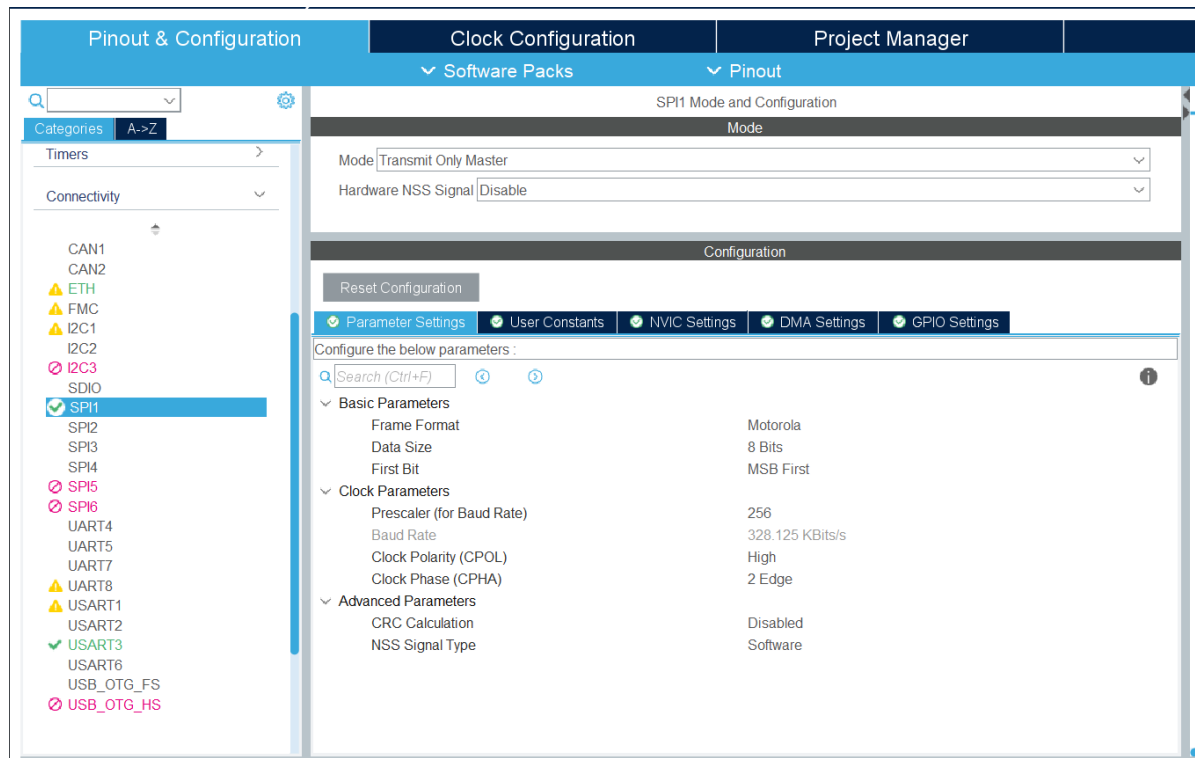 Pinout & Configuration Clock Configuration Project Manager
Software Packs Pinout
Categories A->Z
Timers
Connectivity
CAN1
CAN2
ETH
FMC
I2C1
I2C2
I2C3
SDIO
SPI1
SPI2
SPI3
SPI4
SPI5
SPI6
UART4
UART5
UART7
UART8
USART1
USART2
USART3
USART6
USB_OTG_FS
USB_OTG_HS
SPI1 Mode and Configuration
Mode
Mode Transmit Only Master
Hardware NSS Signal Disable
Configuration
Reset Configuration
Parameter Settings User Constants NVIC Settings DMA Settings GPIO Settings
Configure the below parameters :
Search (Ctrl+F)
Basic Parameters
Frame Format Motorola
Data Size 8 Bits
First Bit MSB First
Clock Parameters
Prescaler (for Baud Rate) 256
Baud Rate 328.125 KBits/s
Clock Polarity (CPOL) High
Clock Phase (CPHA) 2 Edge
Advanced Parameters
CRC Calculation Disabled
NSS Signal Type Software